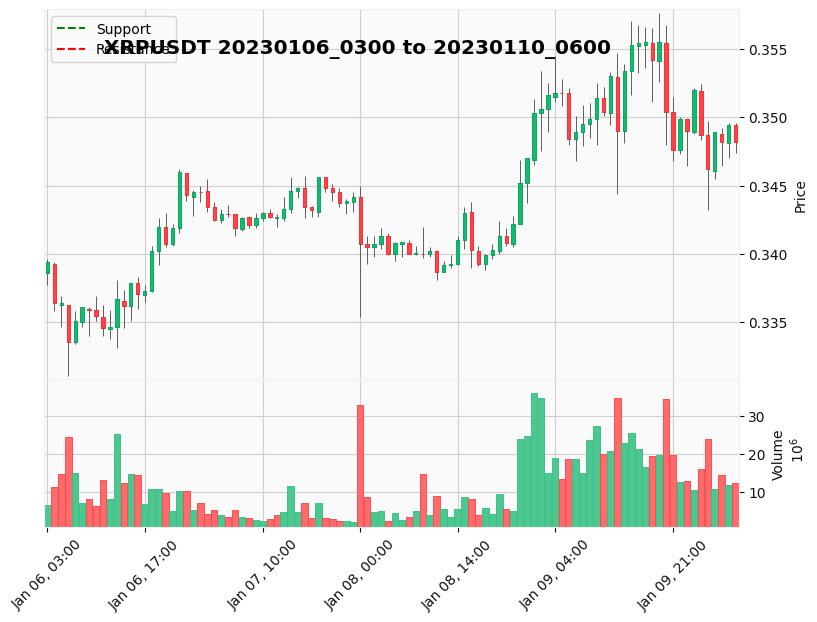 XRPUSDT 20230106_0300 to 20230110_0600
Support
Resistance
0.355
0.350
0.345
0.340
0.335
Price
30
20
10
Volume
10^6
Jan 06, 03:00
Jan 06, 17:00
Jan 07, 10:00
Jan 08, 00:00
Jan 08, 14:00
Jan 09, 04:00
Jan 09, 21:00